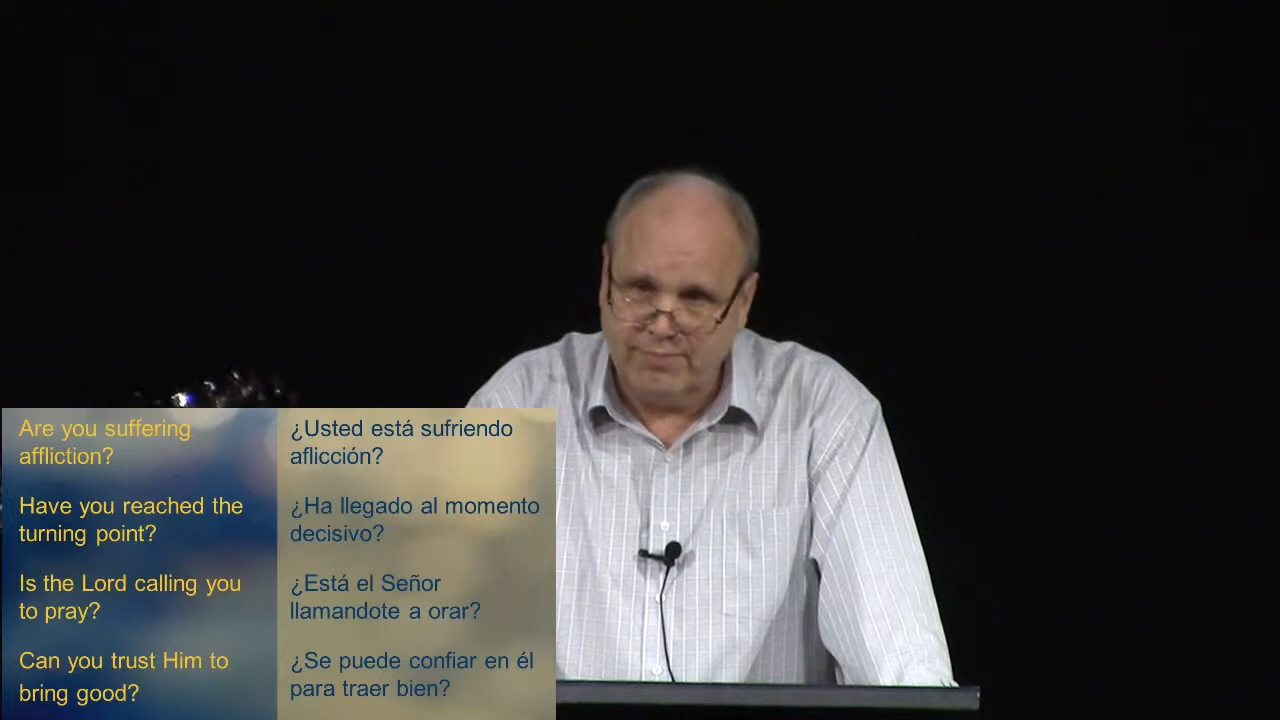 Are you suffering
affliction?
Have you reached the
turning point?
Is the Lord calling you
to pray?
Can you trust Him to
bring good?
¿Usted está sufriendo
aflicción?
¿Ha llegado al momento
decisivo?
¿Está el Señor
llamandote a orar?
¿Se puede confiar en él
para traer bien?